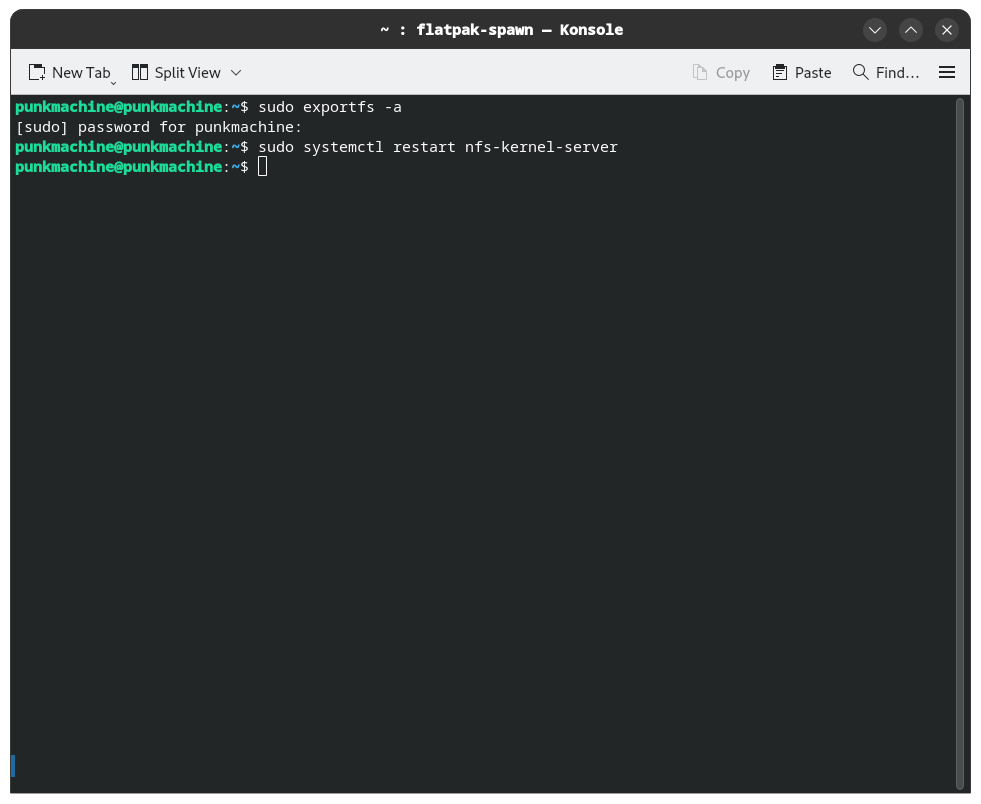 ~ : flatpak-spawn — Konsole
New Tab Split View Copy Paste Find...
punkmachine@punkmachine:~$ sudo exportfs -a
[sudo] password for punkmachine:
punkmachine@punkmachine:~$ sudo systemctl restart nfs-kernel-server
punkmachine@punkmachine:~$